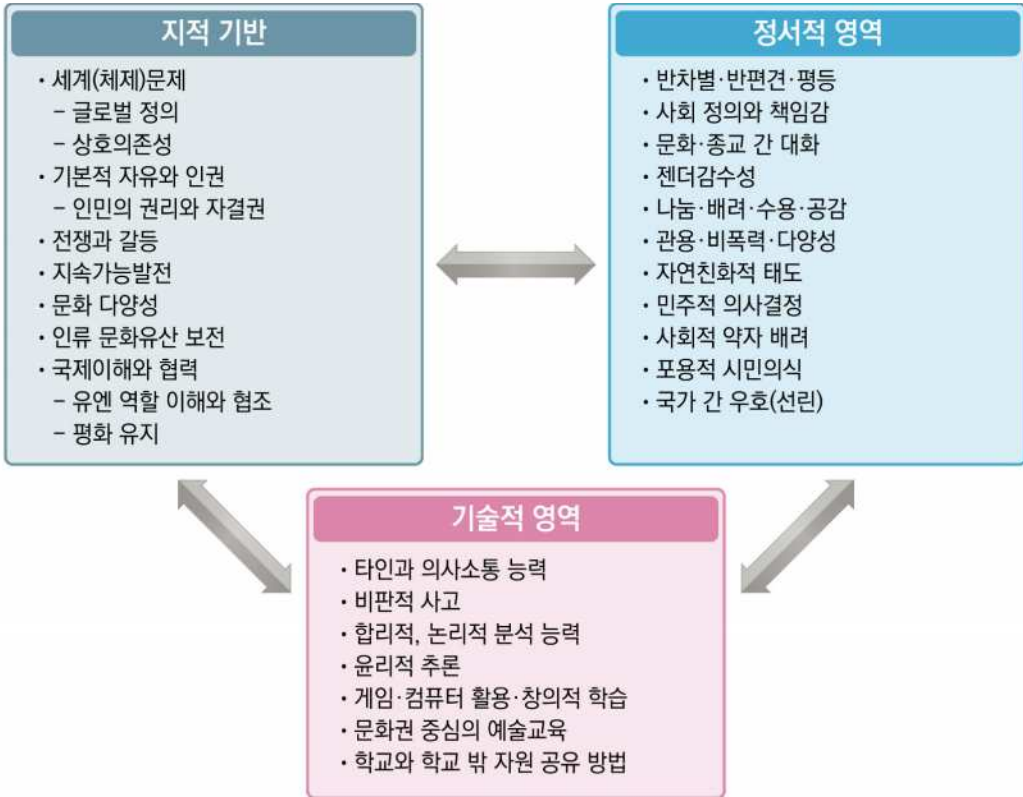 지적 기반
· 세계(체제)문제
– 글로벌 정의
– 상호의존성
· 기본적 자유와 인권
– 인민의 권리와 자결권
· 전쟁과 갈등
· 지속가능발전
· 문화 다양성
· 인류 문화유산 보전
· 국제이해와 협력
– 유엔 역할 이해와 협조
– 평화 유지
정서적 영역
· 반차별·반편견·평등
· 사회 정의와 책임감
· 문화·종교 간 대화
· 젠더감수성
· 나눔·배려·수용·공감
· 관용·비폭력·다양성
· 자연친화적 태도
· 민주적 의사결정
· 사회적 약자 배려
· 포용적 시민의식
· 국가 간 우호(선린)
기술적 영역
· 타인과 의사소통 능력
· 비판적 사고
· 합리적, 논리적 분석 능력
· 윤리적 추론
· 게임·컴퓨터 활용·창의적 학습
· 문화권 중심의 예술교육
· 학교와 학교 밖 자원 공유 방법